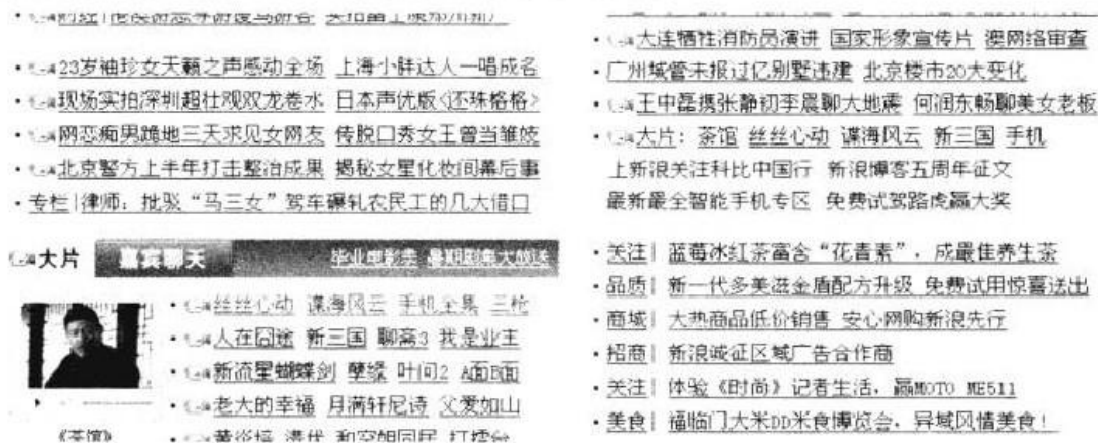 23岁袖珍女天籁之声感动全场 上海小胖达人一唱成名
现场实拍深圳超壮观双龙卷水 日本声优版<还珠格格>
网恋痴男跪地三天求见女网友 传脱口秀女王曾当雏妓
北京警方上半年打击整治成果 揭秘女星化妆间幕后事
专栏|律师：批驳“马三女”驾车碾轧农民工的几大借口
大片 嘉宾聊天 毕业电影季 暑期剧集大放送
丝丝心动 谍海风云 手机全集 三枪
人在囧途 新三国 聊斋3 我是业主
新流星蝴蝶剑 孽缘 叶问2 A面B面
老大的幸福 月满轩尼诗 父爱如山
《茶馆》
大连牺牲消防员演讲 国家形象宣传片 澳网络审查
广州城管未报过亿别墅违建 北京楼市20大变化
王中磊携张静初李晨聊大地震 何润东畅聊美女老板
大片：茶馆 丝丝心动 谍海风云 新三国 手机
上新浪关注科比中国行 新浪博客五周年征文
最新最全智能手机专区 免费试驾路虎赢大奖
关注| 蓝莓冰红茶富含“花青素”，成最佳养生茶
品质| 新一代多美滋金盾配方升级 免费试用惊喜送出
商城| 大热商品低价销售 安心网购新浪先行
招商| 新浪诚征区域广告合作商
关注| 体验《时尚》记者生活，赢MOTO ME511
美食| 福临门大米DD米食博览会，异域风情美食！